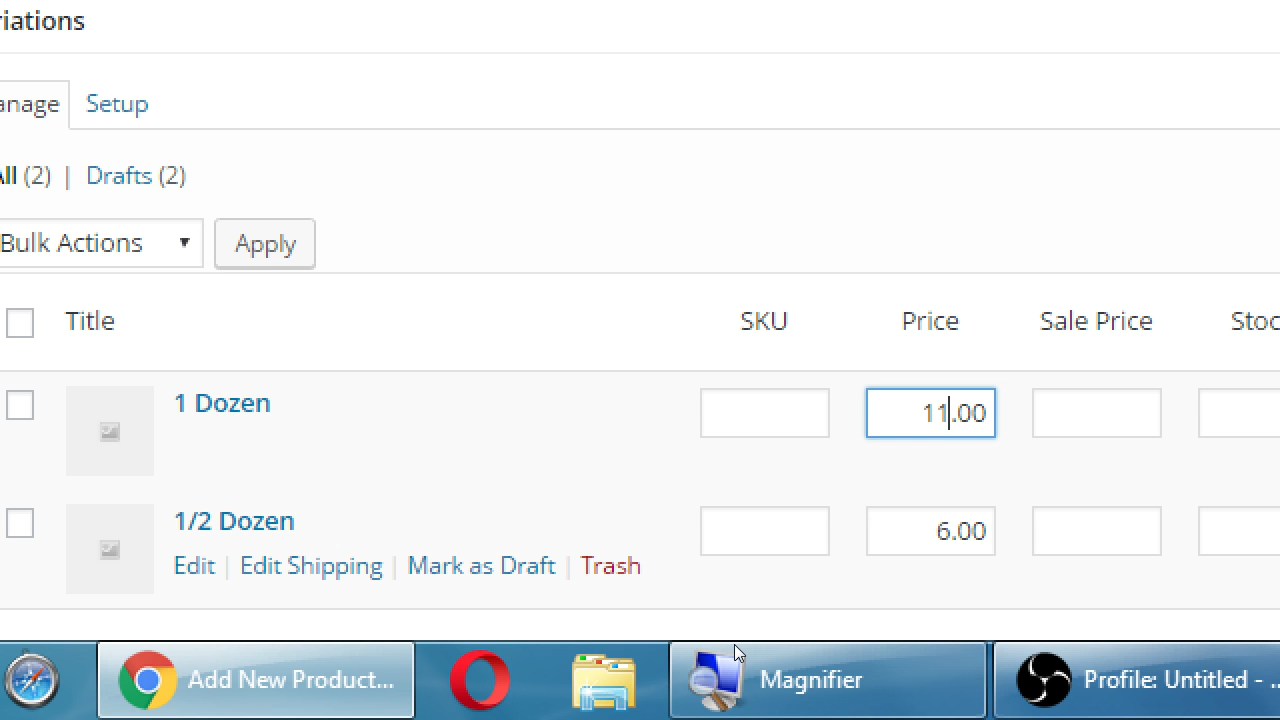 riations
anage Setup
All (2) | Drafts (2)
Bulk Actions Apply
Title SKU Price Sale Price Stoc
1 Dozen 11.00
1/2 Dozen 6.00
Edit | Edit Shipping | Mark as Draft | Trash
Add New Product... Magnifier Profile: Untitled - ...